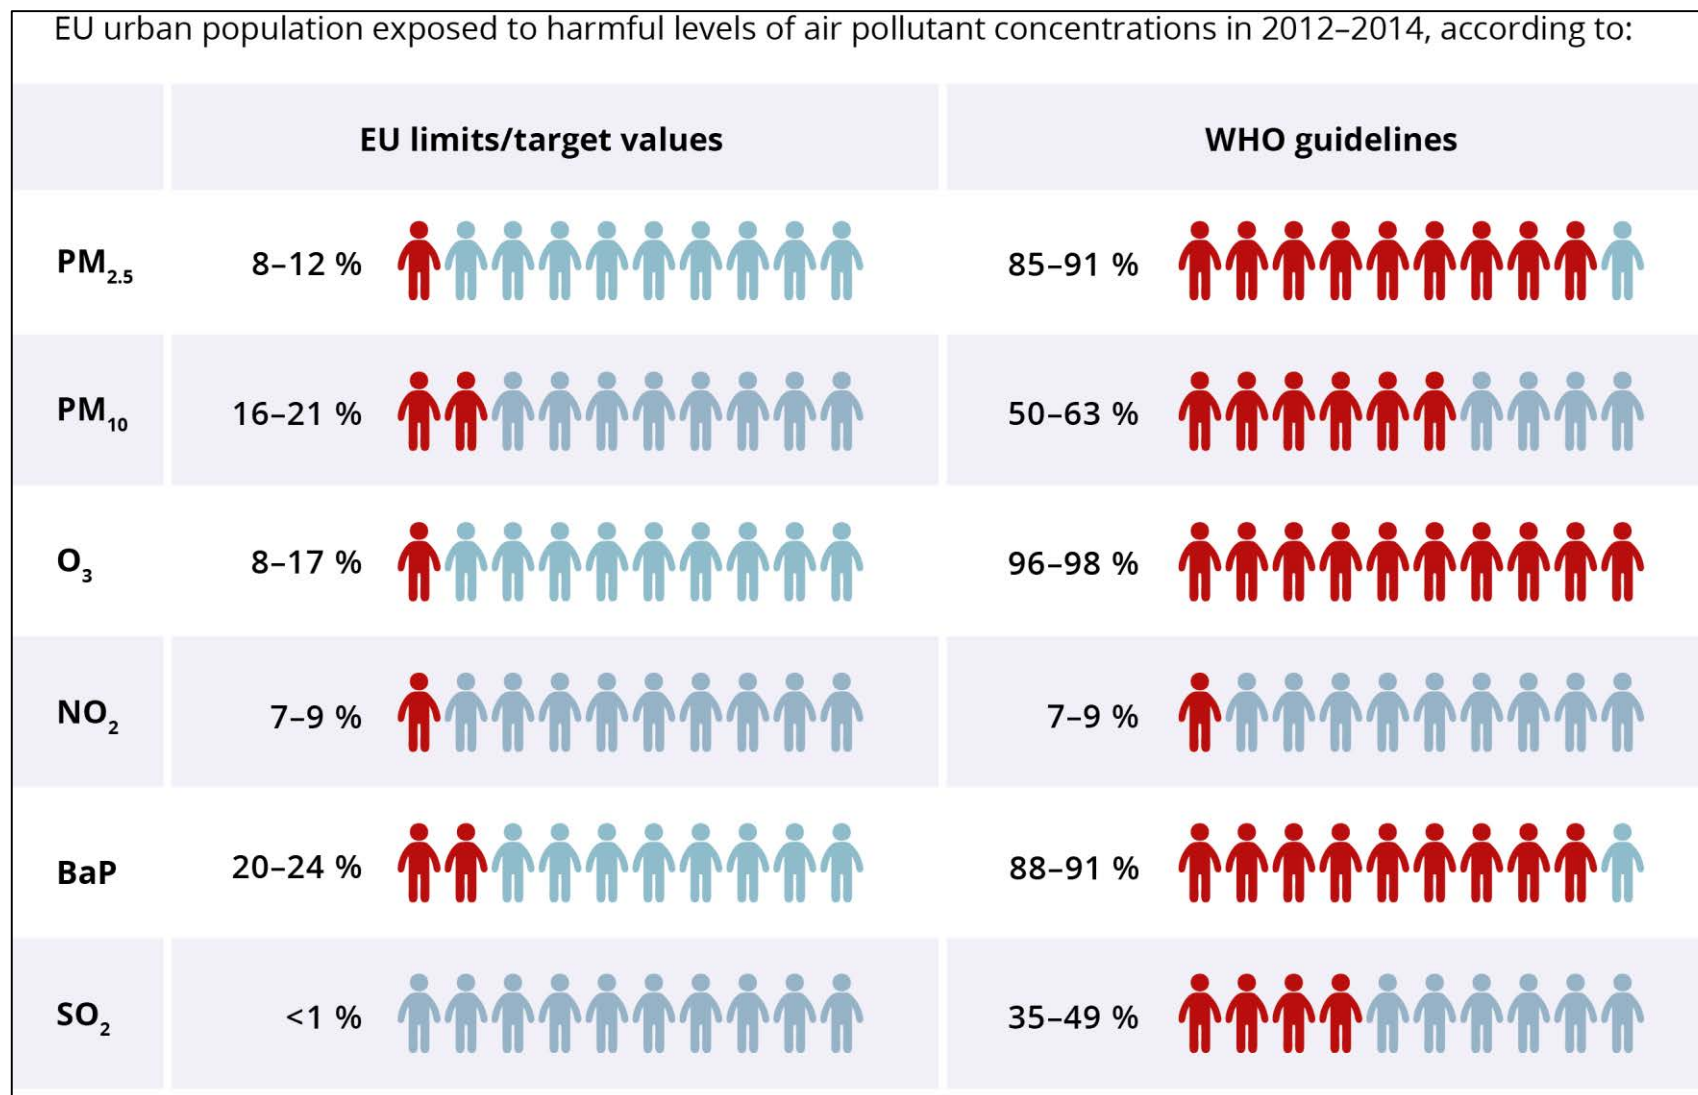 EU urban population exposed to harmful levels of air pollutant concentrations in 2012–2014, according to:
EU limits/target values WHO guidelines
PM2.5 8–12 % 85–91 %
PM10 16–21 % 50–63 %
O3 8–17 % 96–98 %
NO2 7–9 % 7–9 %
BaP 20–24 % 88–91 %
SO2 <1 % 35–49 %